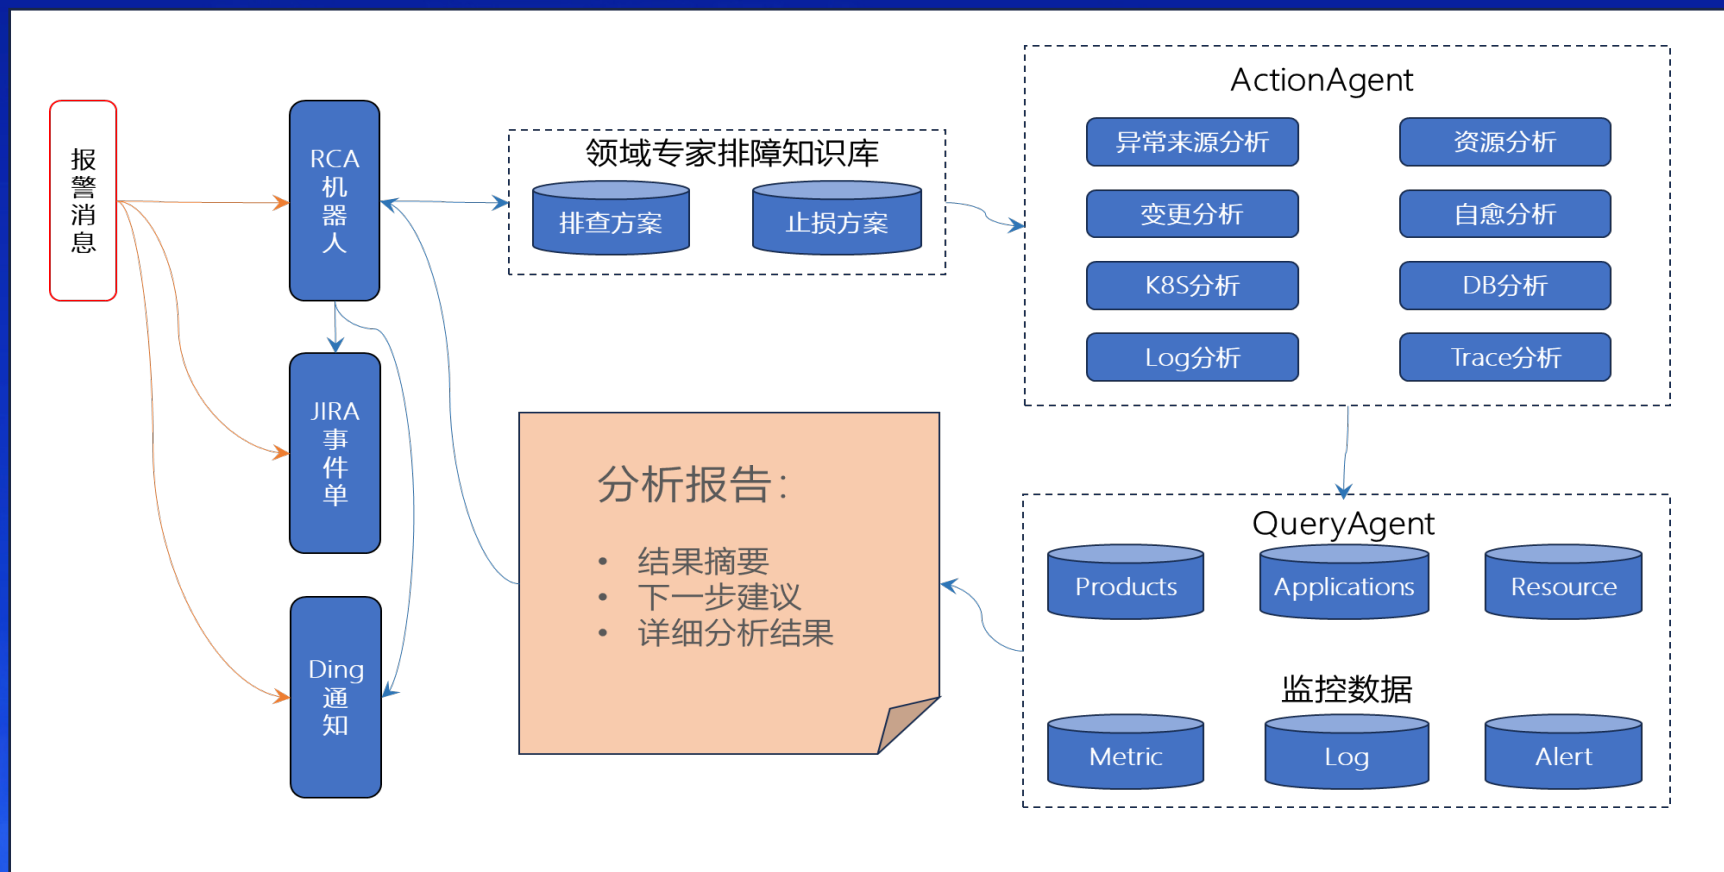 报
警
消
息
RCA
机
器
人
JIRA
事
件
单
Ding
通
知
领域专家排障知识库
排查方案
止损方案
ActionAgent
异常来源分析
资源分析
变更分析
自愈分析
K8S分析
DB分析
Log分析
Trace分析
分析报告：
• 结果摘要
• 下一步建议
• 详细分析结果
QueryAgent
Products
Applications
Resource
监控数据
Metric
Log
Alert